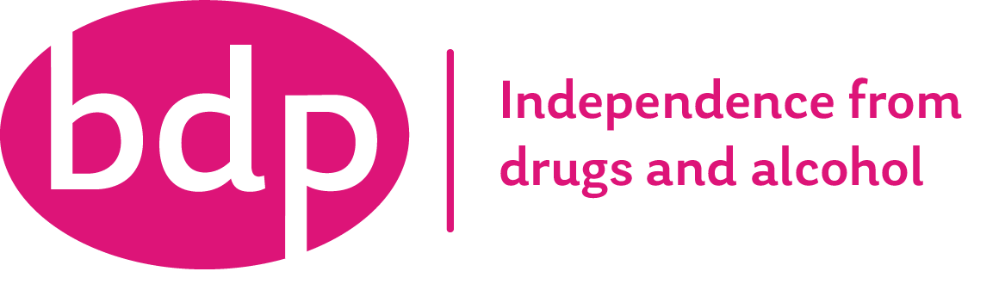 bdp
Independence from
drugs and alcohol